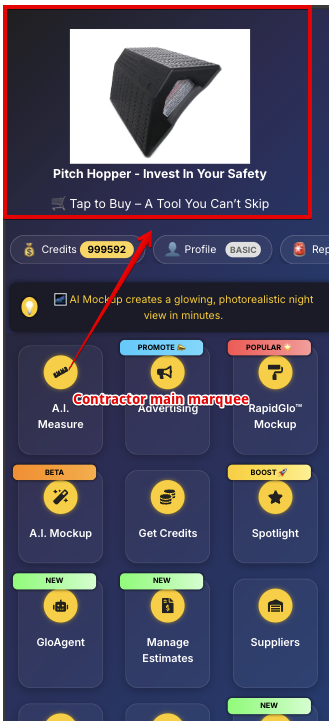 Pitch Hopper - Invest In Your Safety
🛒 Tap to Buy – A Tool You Can't Skip
💰 Credits 999592
👤 Profile BASIC
🚨 Rep
AI Mockup creates a glowing, photorealistic night
view in minutes.
A.I.
Measure
PROMOTE
Advertising
POPULAR
RapidGlo™
Mockup
Contractor main marquee
BETA
A.I. Mockup
Get Credits
BOOST 🚀
Spotlight
NEW
GloAgent
NEW
Manage
Estimates
Suppliers
NEW